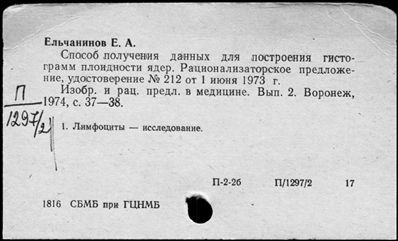 Ельчанинов Е. А.
Способ получения данных для построения гисто-
грамм плоидности ядер. Рационализаторское предложе-
ние, удостоверение № 212 от 1 июня 1973 г.
Изобр. и рац. предл. в медицине. Вып. 2. Воронеж,
1974, с. 37—38.
П
1297/2
1. Лимфоциты — исследование.
П-2-2б П/1297/2 17
1816 СБМБ при ГЦНМБ